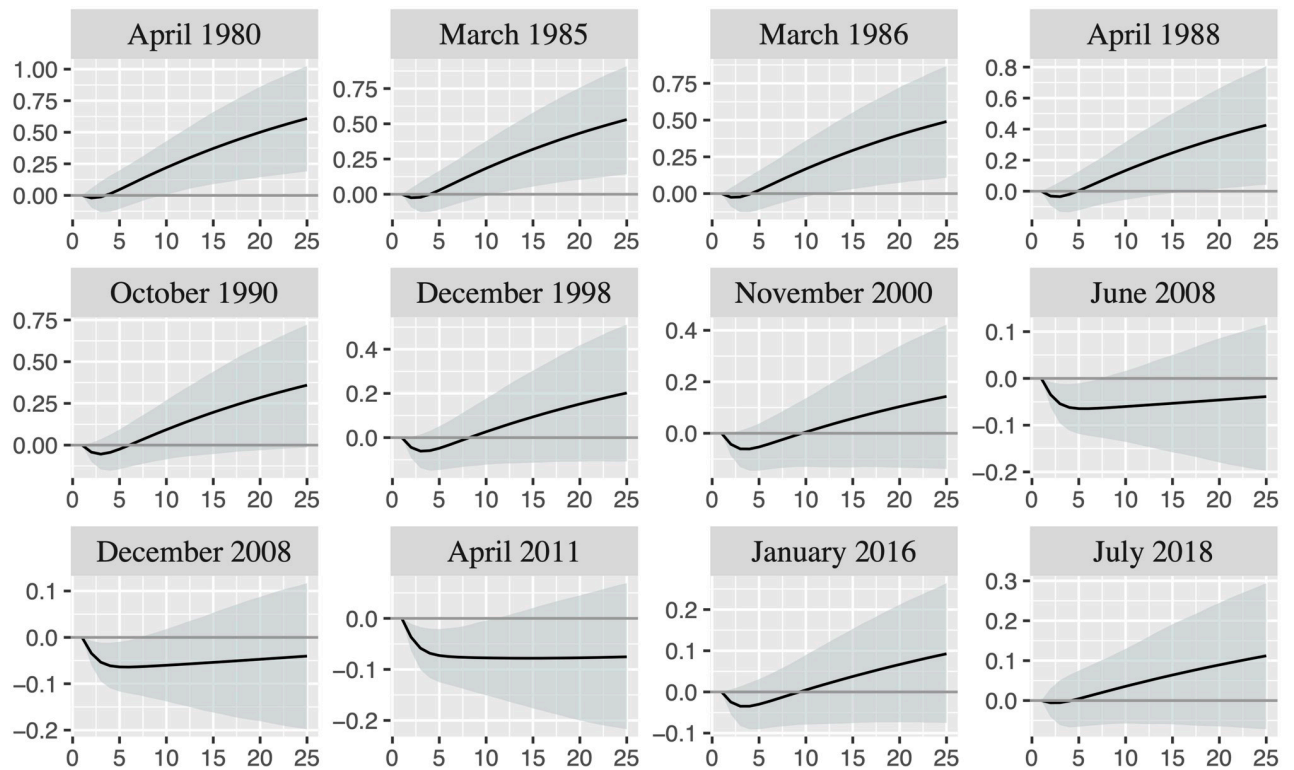 April 1980 March 1985 March 1986 April 1988
1.00 0.75 0.50 0.25 0.00
0.75 0.50 0.25 0.00
0.75 0.50 0.25 0.00
0.8 0.6 0.4 0.2 0.0
0 5 10 15 20 25 0 5 10 15 20 25 0 5 10 15 20 25 0 5 10 15 20 25
October 1990 December 1998 November 2000 June 2008
0.75 0.50 0.25 0.00
0.4 0.2 0.0
0.4 0.2 0.0
0.1 0.0 −0.1 −0.2
0 5 10 15 20 25 0 5 10 15 20 25 0 5 10 15 20 25 0 5 10 15 20 25
December 2008 April 2011 January 2016 July 2018
0.1 0.0 −0.1 −0.2
0.0 −0.1 −0.2
0.2 0.1 0.0 −0.1
0.3 0.2 0.1 0.0
0 5 10 15 20 25 0 5 10 15 20 25 0 5 10 15 20 25 0 5 10 15 20 25